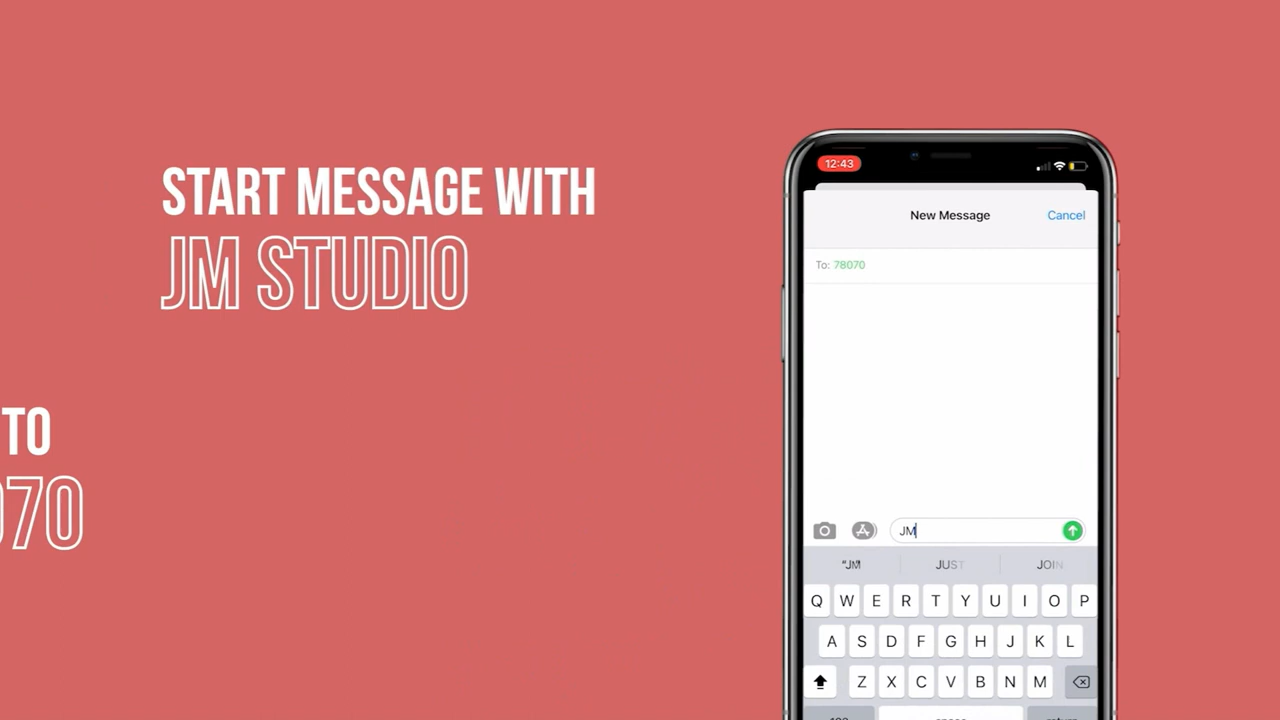 START MESSAGE WITH
JM STUDIO
TO
070
12:43
New Message
Cancel
To: 78070
JM
"JM
JUST
JOIN
Q W E R T Y U I O P
A S D F G H J K L
Z X C V B N M